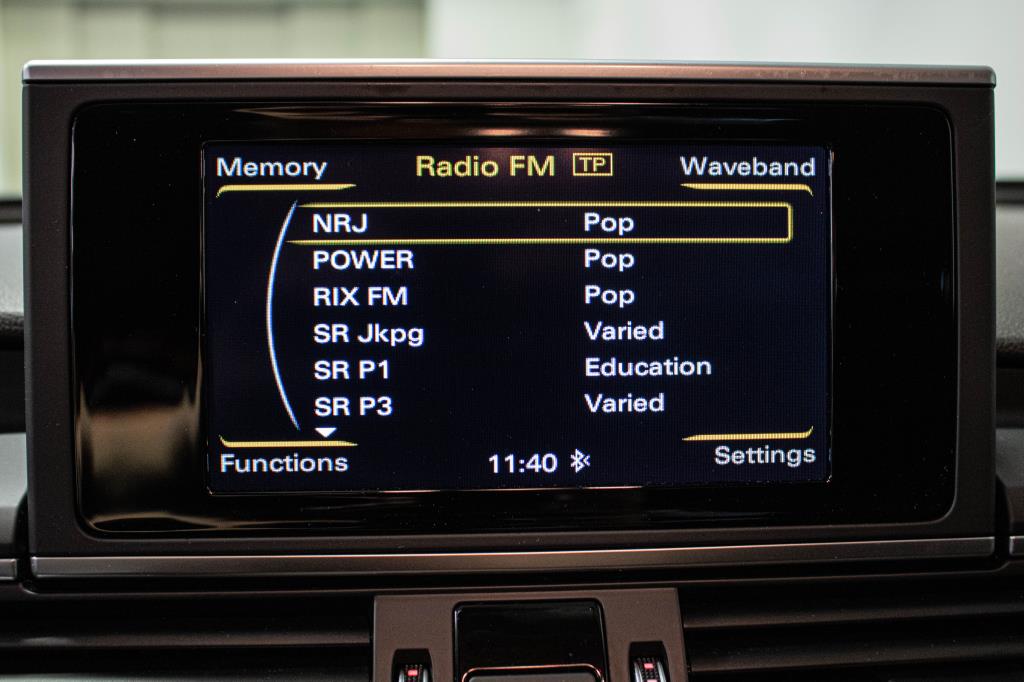 Memory Radio FM TP Waveband
NRJ Pop
POWER Pop
RIX FM Pop
SR Jkpg Varied
SR P1 Education
SR P3 Varied
Functions 11:40 Settings